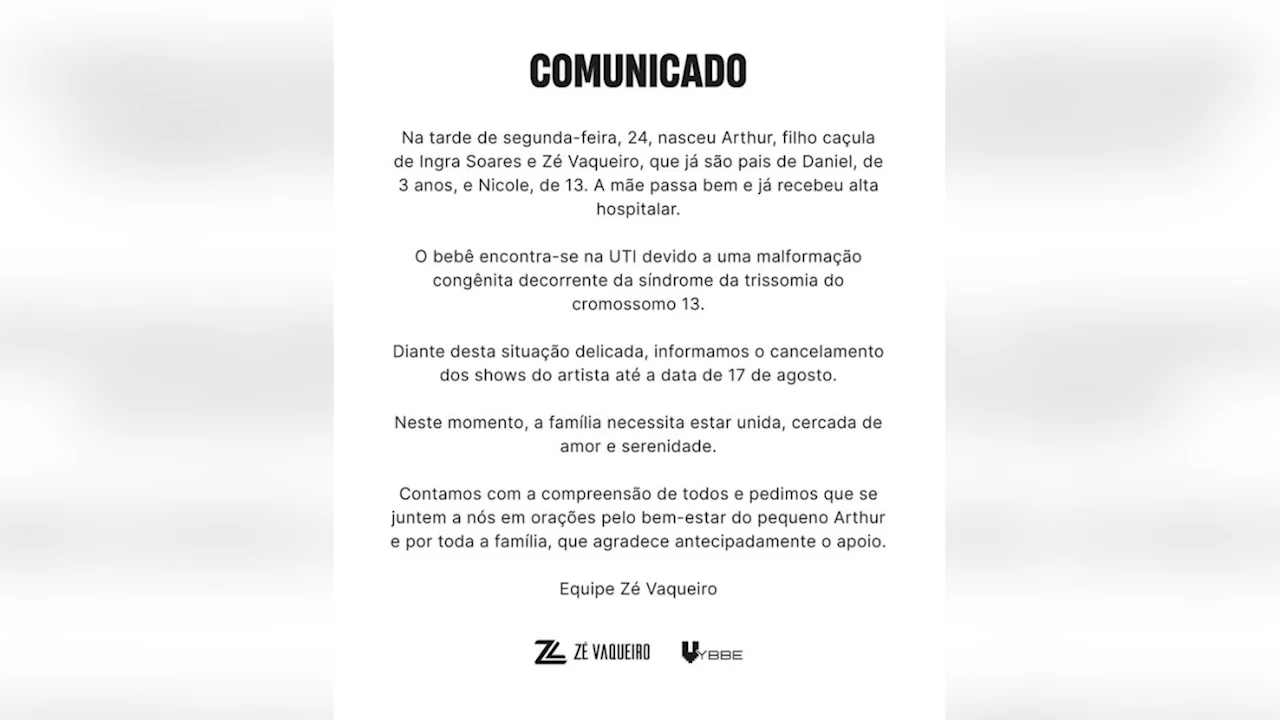 COMUNICADO
Na tarde de segunda-feira, 24, nasceu Arthur, filho caçula
de Ingra Soares e Zé Vaqueiro, que já são pais de Daniel, de
3 anos, e Nicole, de 13. A mãe passa bem e já recebeu alta
hospitalar.
O bebê encontra-se na UTI devido a uma malformação
congênita decorrente da síndrome da trissomia do
cromossomo 13.
Diante desta situação delicada, informamos o cancelamento
dos shows do artista até a data de 17 de agosto.
Neste momento, a família necessita estar unida, cercada de
amor e serenidade.
Contamos com a compreensão de todos e pedimos que se
juntem a nós em orações pelo bem-estar do pequeno Arthur
e por toda a família, que agradece antecipadamente o apoio.
Equipe Zé Vaqueiro
ZÉ VAQUEIRO VYBBE